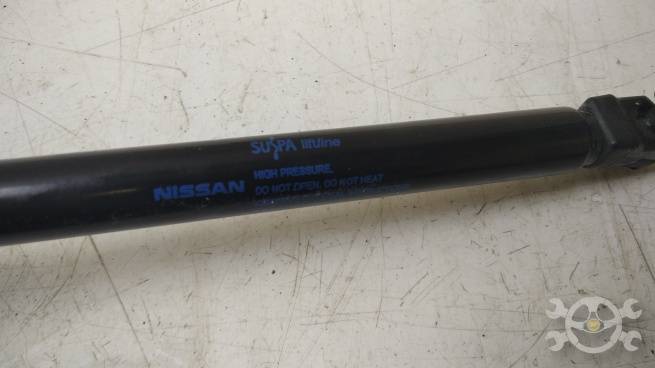 SUSPA liftline
HIGH PRESSURE,
NISSAN DO NOT OPEN, DO NOT HEAT